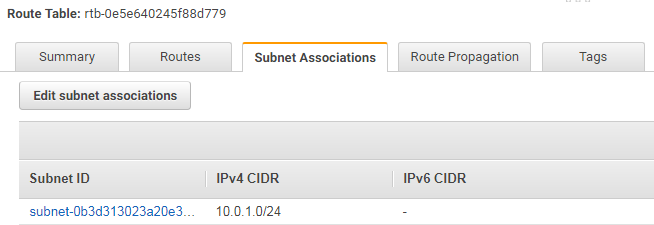 Route Table: rtb-0e5e640245f88d779
Summary Routes Subnet Associations Route Propagation Tags
Edit subnet associations
Subnet ID IPv4 CIDR IPv6 CIDR
subnet-0b3d313023a20e3... 10.0.1.0/24 -